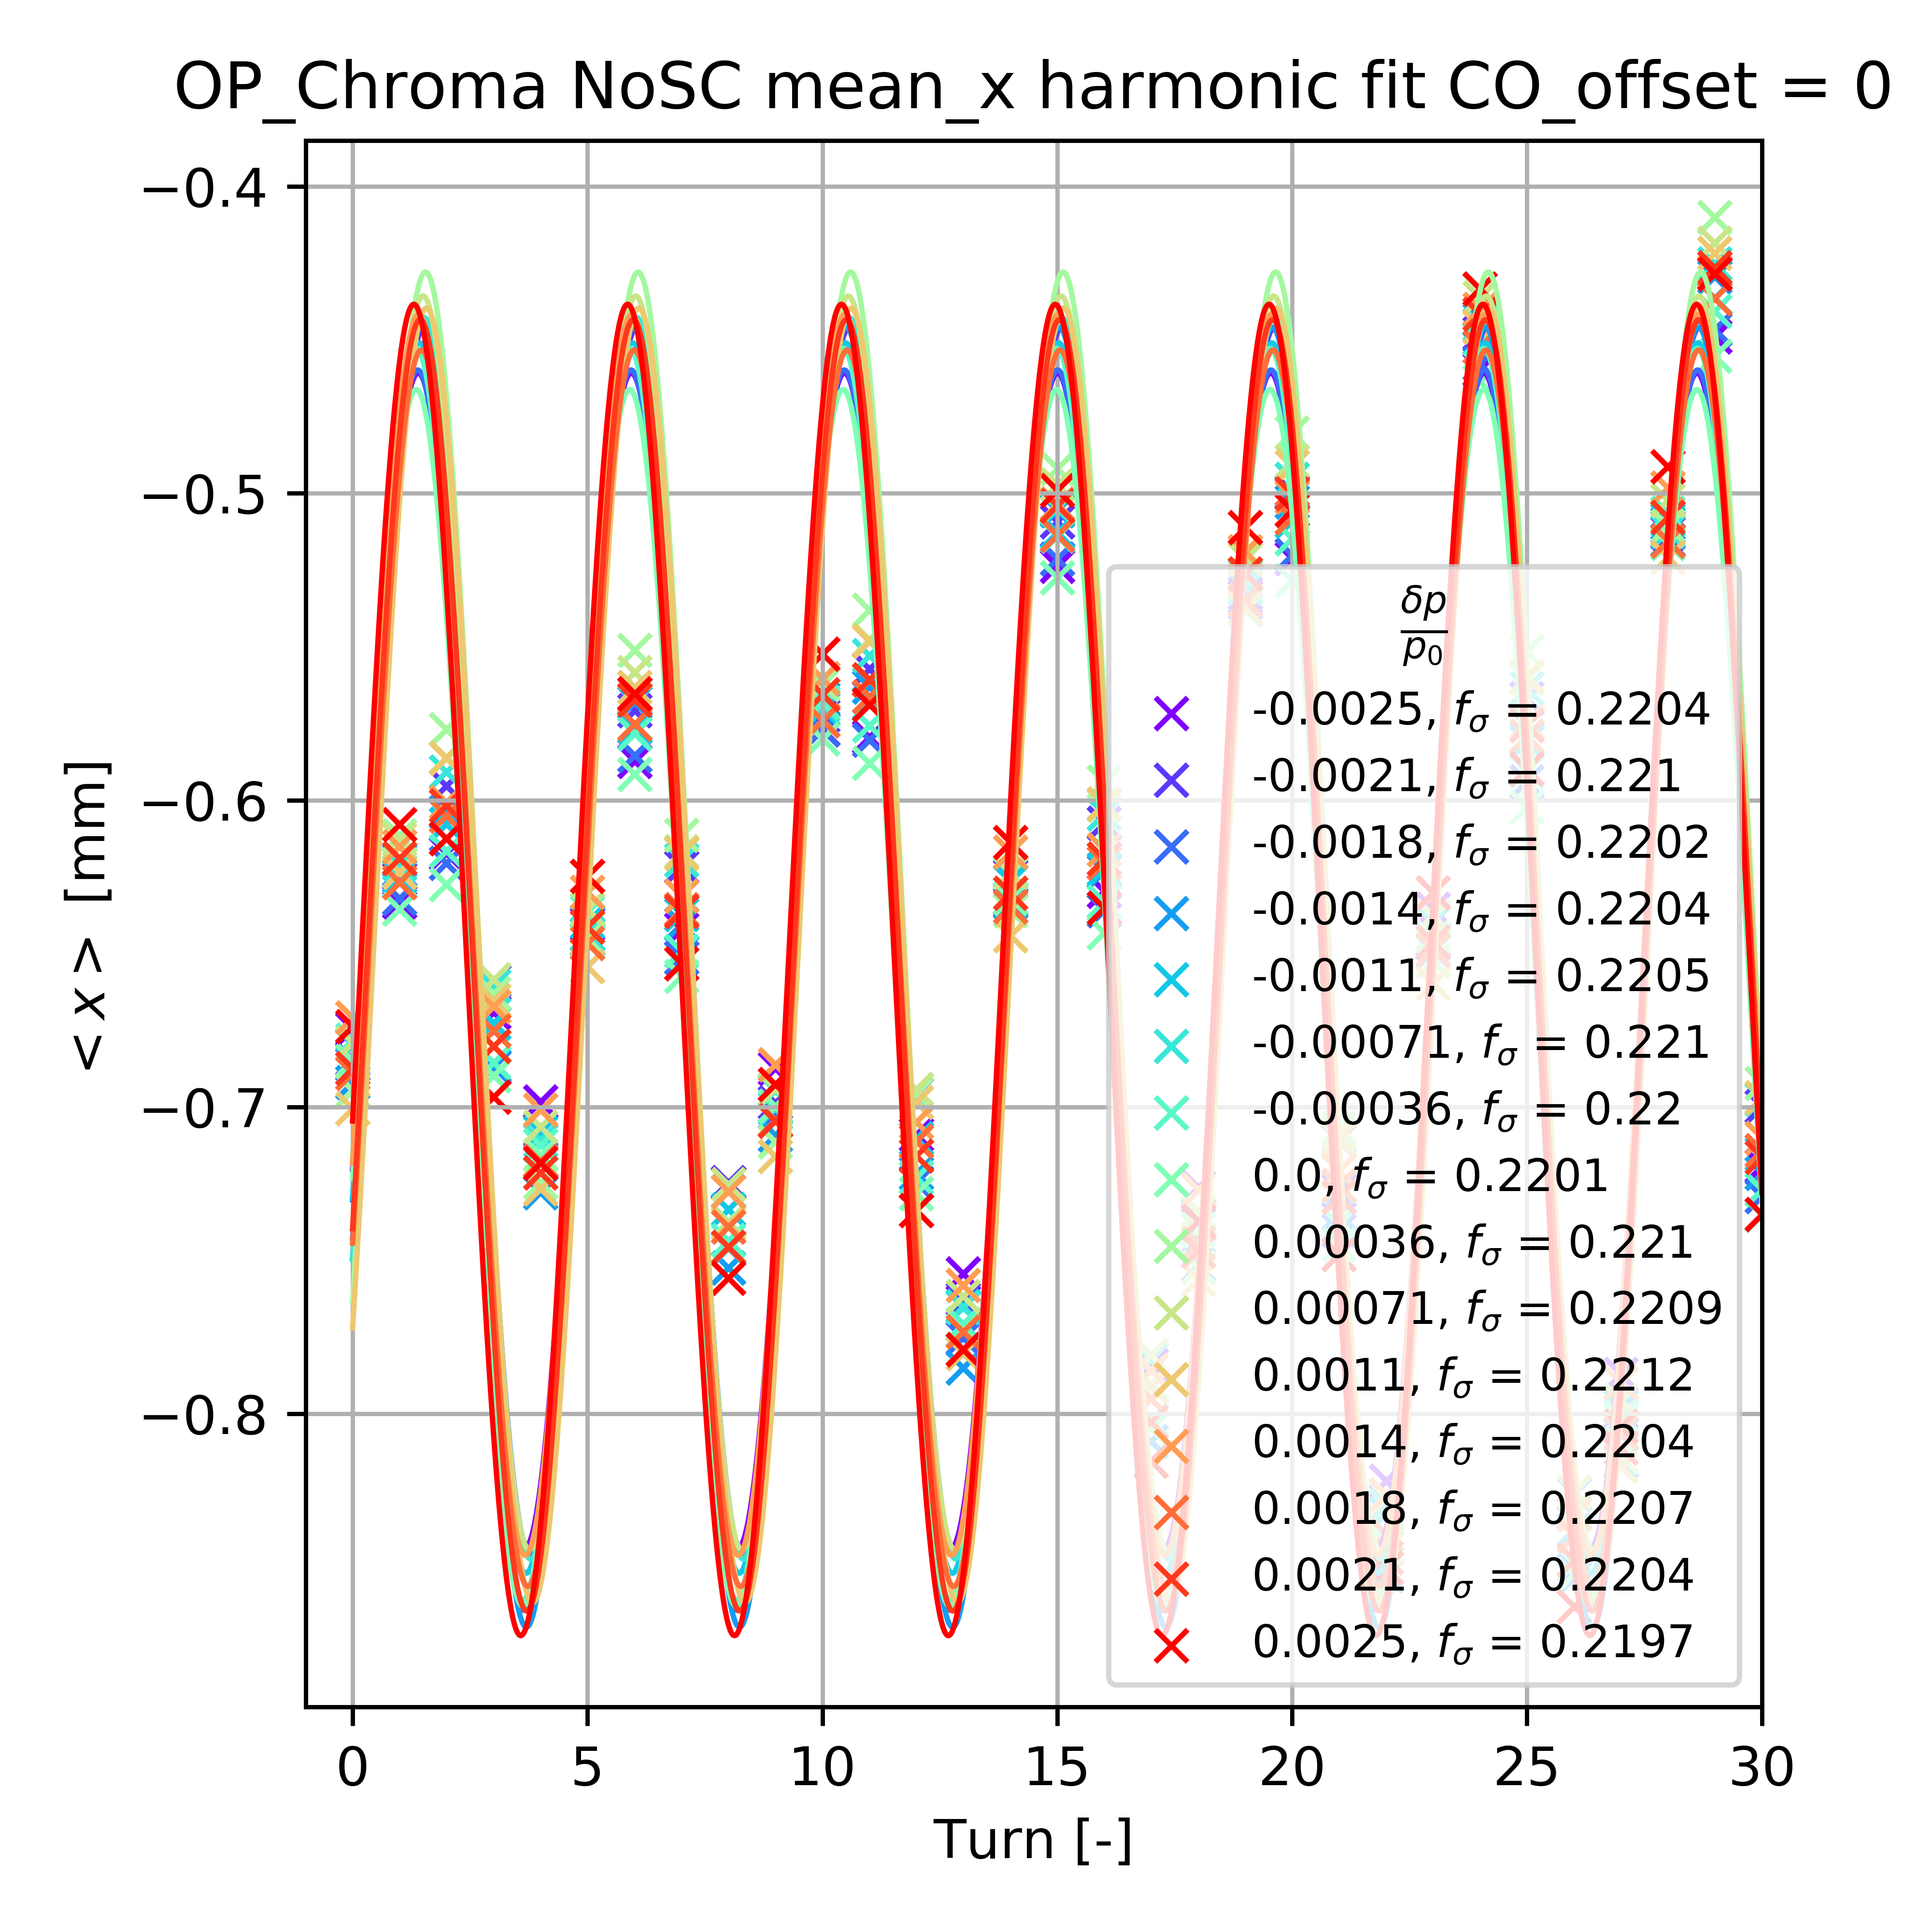 OP_Chroma NoSC mean_x harmonic fit CO_offset = 0
−0.4
−0.5
−0.6
−0.7
−0.8
< x > [mm]
δp
p₀
-0.0025, fσ = 0.2204
-0.0021, fσ = 0.221
-0.0018, fσ = 0.2202
-0.0014, fσ = 0.2204
-0.0011, fσ = 0.2205
-0.00071, fσ = 0.221
-0.00036, fσ = 0.22
0.0, fσ = 0.2201
0.00036, fσ = 0.221
0.00071, fσ = 0.2209
0.0011, fσ = 0.2212
0.0014, fσ = 0.2204
0.0018, fσ = 0.2207
0.0021, fσ = 0.2204
0.0025, fσ = 0.2197
0 5 10 15 20 25 30
Turn [-]